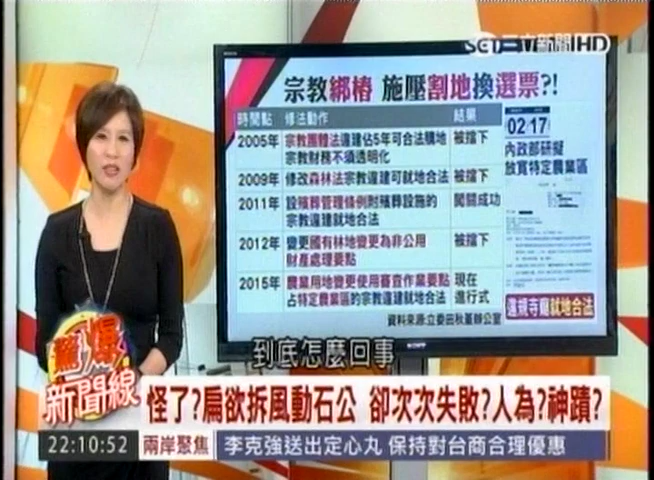 SET三立新聞HD
宗教綁樁 施壓割地換選票?!
時間點 修法動作 結果
2005年 宗教團體法違建佔5年可合法購地 被擋下
宗教財務不須透明化
2009年 修改森林法宗教違建可就地合法 被擋下
2011年 設殯葬管理條例附殯葬設施的 闖關成功
宗教違建就地合法
2012年 變更國有林地變更為非公用 被擋下
財產處理要點
2015年 農業用地變更使用審查作業要點 現在
占特定農業區的宗教違建就地合法 進行式
資料來源:立委田秋堇辦公室
02/17
內政部研擬
放寬特定農業區
違規寺廟就地合法
SONY
到底怎麼回事
驚爆
新聞線
怪了?扁欲拆風動石公 卻次次失敗?人為?神蹟?
22:10:52 兩岸聚焦 李克強送出定心丸 保持對台商合理優惠